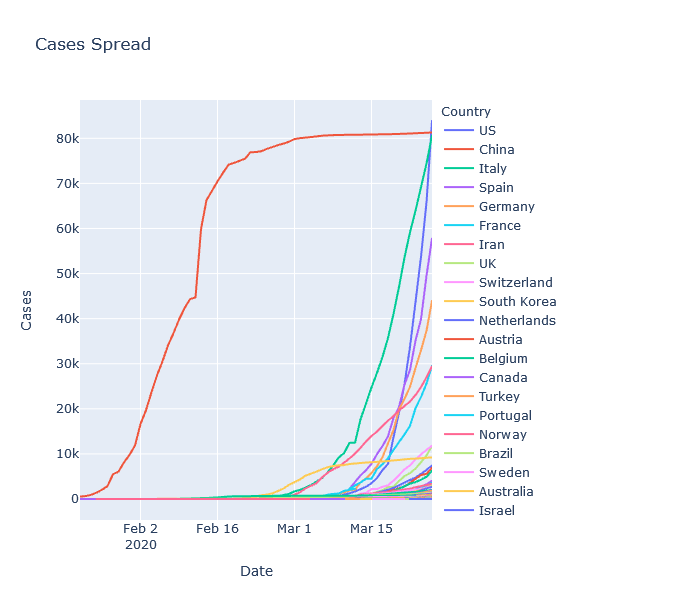 Cases Spread
Country
US
China
Italy
Spain
Germany
France
Iran
UK
Switzerland
South Korea
Netherlands
Austria
Belgium
Canada
Turkey
Portugal
Norway
Brazil
Sweden
Australia
Israel
80k
70k
60k
50k
40k
30k
20k
10k
0
Cases
Feb 2
2020
Feb 16
Mar 1
Mar 15
Date